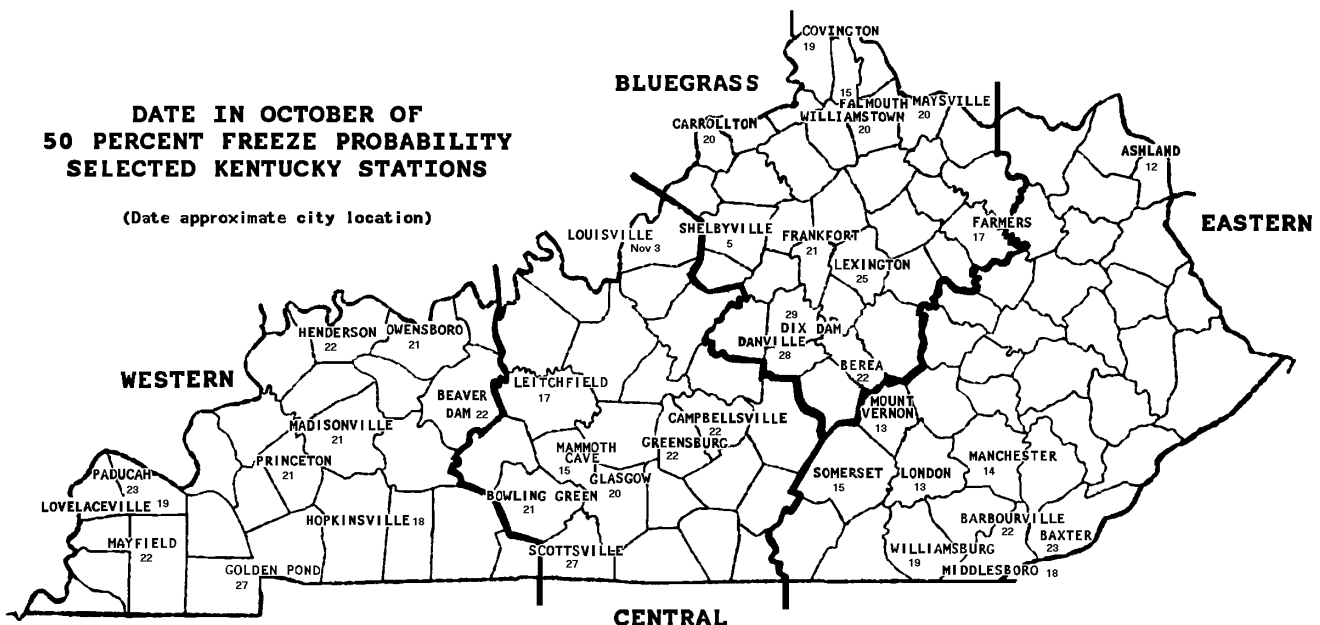 COVINGTON
19
BLUEGRASS
15
FALMOUTH
MAYSVILLE
20
WILLIAMSTOWN
20
CARROLLTON
20
DATE IN OCTOBER OF
50 PERCENT FREEZE PROBABILITY
SELECTED KENTUCKY STATIONS
(Date approximate city location)
ASHLAND
12
EASTERN
LOUISVILLE
Nov 3
SHELBYVILLE
5
FRANKFORT
21
FARMERS
17
LEXINGTON
25
HENDERSON
22
OWENSBORO
21
29
DIX DAM
DANVILLE
28
BEREA
22
WESTERN
BEAVER
DAM 22
LEITCHFIELD
17
MOUNT
VERNON
13
CAMPBELLSVILLE
22
MADISONVILLE
21
GREENSBURG
22
MAMMOTH
CAVE
15
PRINCETON
21
MANCHESTER
14
PADUCAH
23
LOVELACEVILLE 19
GLASGOW
20
SOMERSET
15
LONDON
13
BOWLING GREEN
21
HOPKINSVILLE 18
BARBOURVILLE
22
MAYFIELD
22
BAXTER
23
SCOTTSVILLE
27
WILLIAMSBURG
19
GOLDEN POND
27
MIDDLESBORO 18
CENTRAL